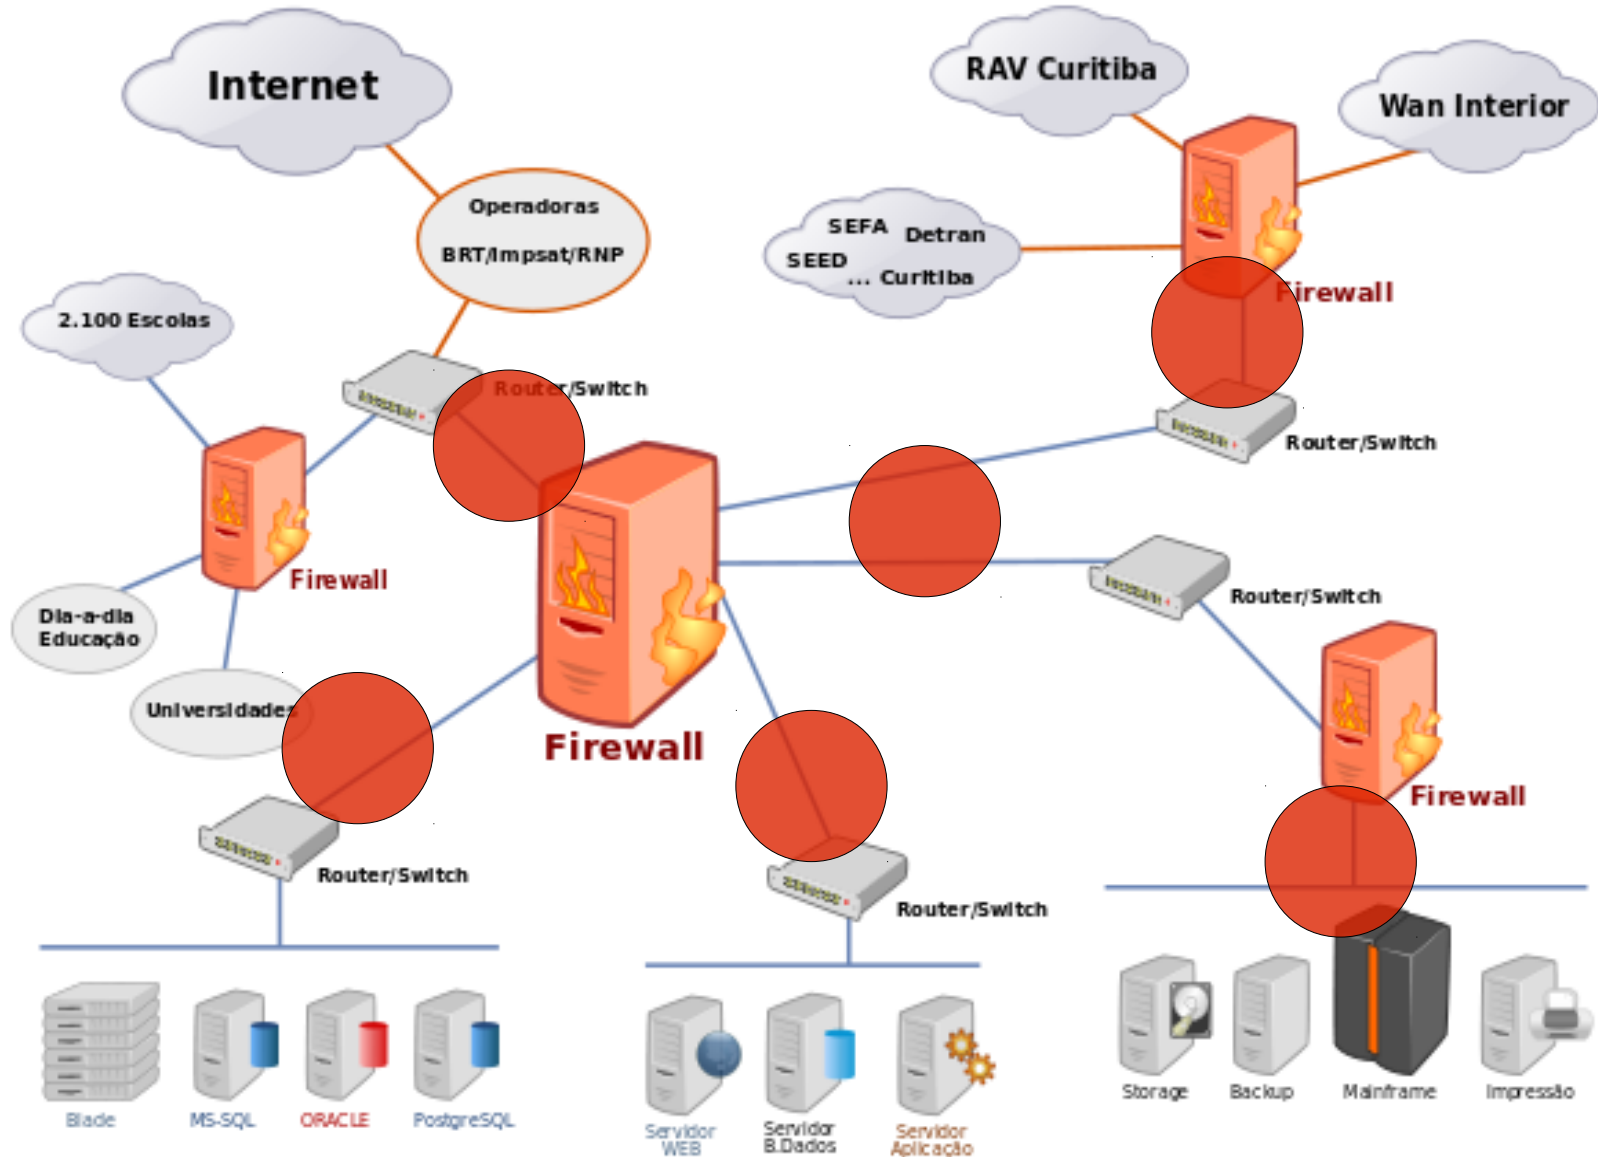 Internet
RAV Curitiba
Wan Interior
Operadoras
BRT/Impsat/RNP
SEFA
Detran
SEED
... Curitiba
Firewall
2.100 Escolas
Router/Switch
Router/Switch
Firewall
Router/Switch
Dia-a-dia
Educação
Universidades
Firewall
Firewall
Router/Switch
Router/Switch
Blade
MS-SQL
ORACLE
PostgreSQL
Servidor
WEB
Servidor
B.Dados
Servidor
Aplicação
Storage
Backup
Mainframe
Impressão